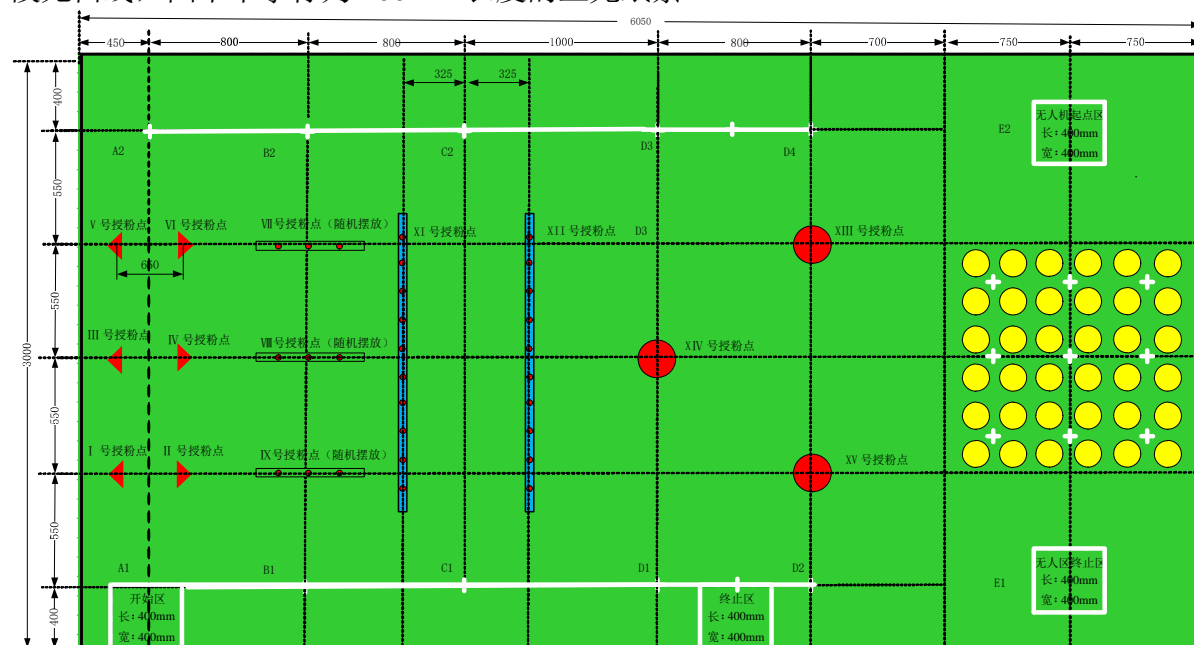 6050
450 800 800 1000 800 700 750 750
325 325
400
550
550
550
550
400
3000
A2 B2 C2 D3 D4 E2
无人机起点区
长：400mm
宽：400mm
V 号授粉点 VI 号授粉点 VII号授粉点（随机摆放） XI 号授粉点 XII 号授粉点 D3 XIII 号授粉点
650
III 号授粉点 IV 号授粉点 VIII号授粉点（随机摆放） XIV 号授粉点
I 号授粉点 II 号授粉点 IX号授粉点（随机摆放） XV 号授粉点
A1 B1 C1 D1 D2 E1
无人区终止区
长：400mm
宽：400mm
开始区
长：400mm
宽：400mm
终止区
长：400mm
宽：400mm